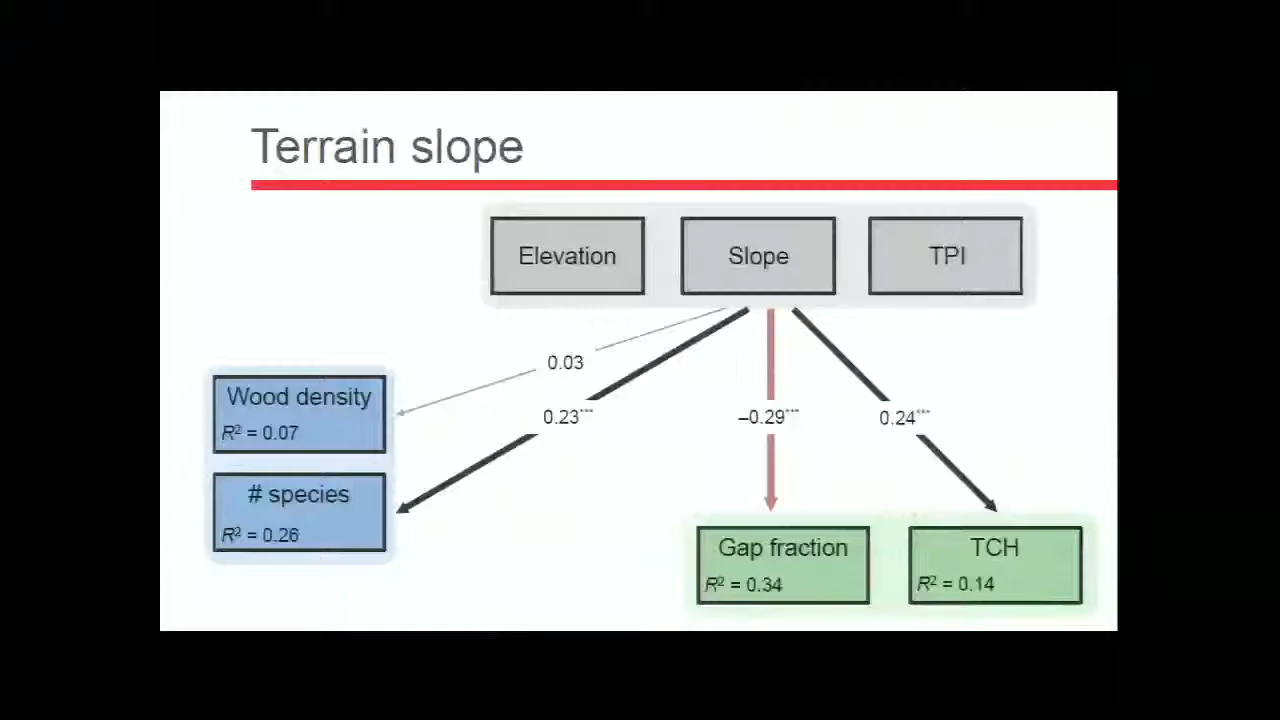 Terrain slope
Elevation
Slope
TPI
0.03
0.23***
–0.29***
0.24***
Wood density
R² = 0.07
# species
R² = 0.26
Gap fraction
R² = 0.34
TCH
R² = 0.14